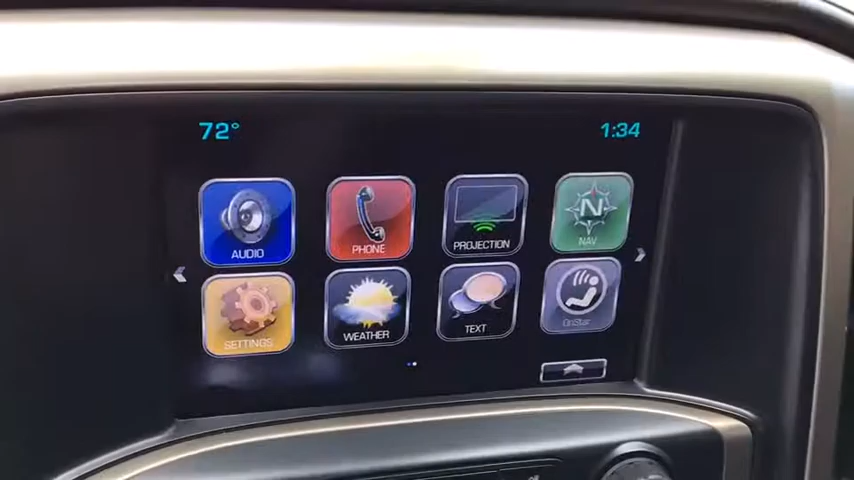 72° 1:34
AUDIO PHONE PROJECTION NAV
N
SETTINGS WEATHER TEXT OnStar